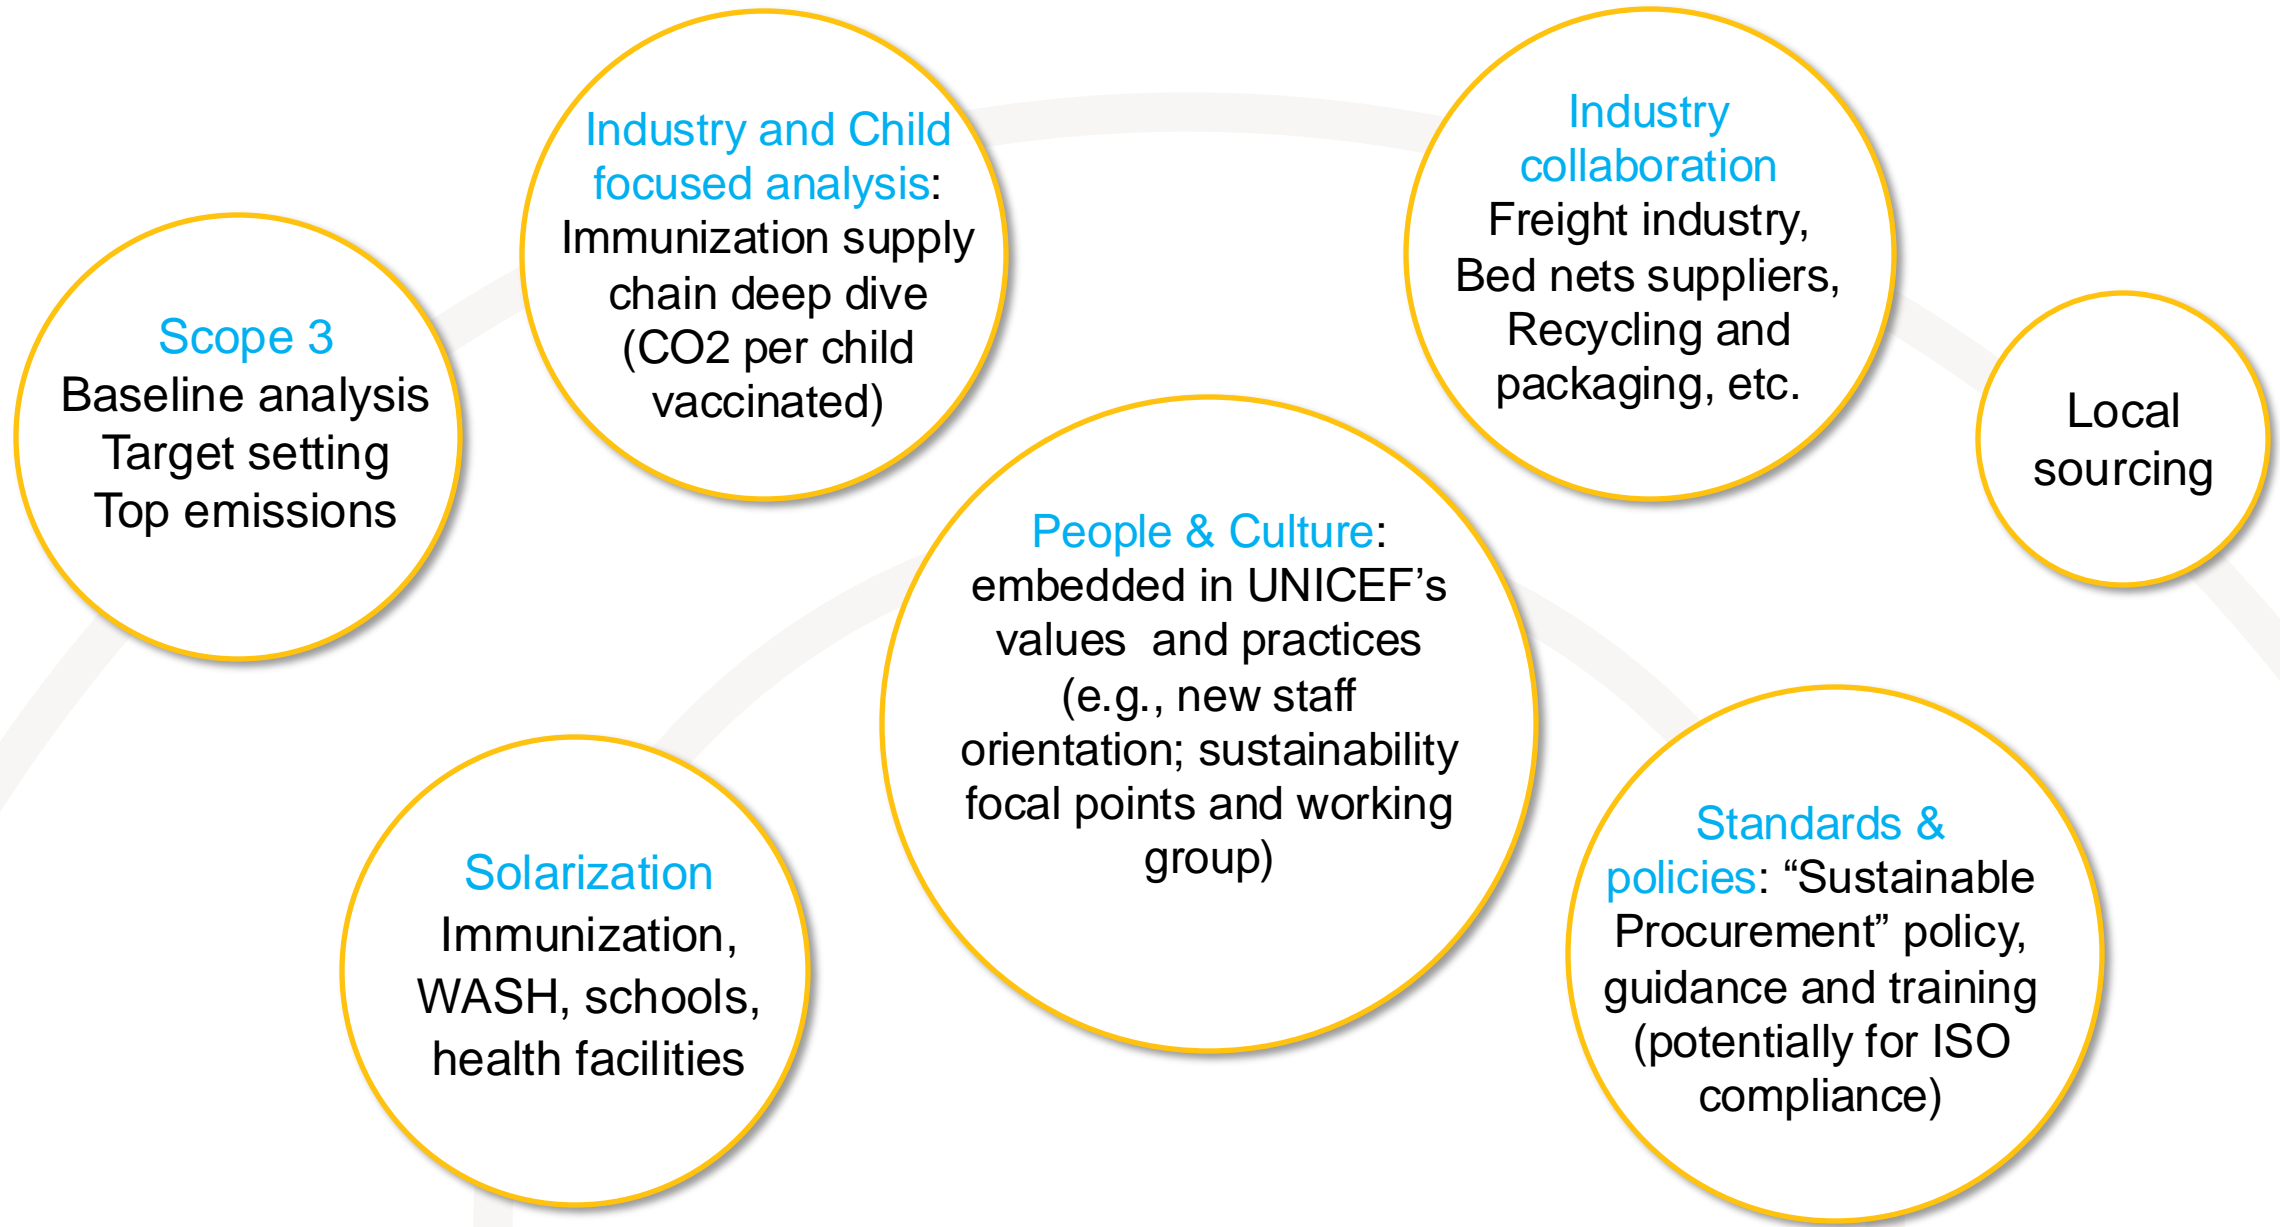 Scope 3
Baseline analysis
Target setting
Top emissions
Industry and Child
focused analysis:
Immunization supply
chain deep dive
(CO2 per child
vaccinated)
Industry
collaboration
Freight industry,
Bed nets suppliers,
Recycling and
packaging, etc.
Local
sourcing
People & Culture:
embedded in UNICEF’s
values  and practices
(e.g., new staff
orientation; sustainability
focal points and working
group)
Solarization
Immunization,
WASH, schools,
health facilities
Standards &
policies: “Sustainable
Procurement” policy,
guidance and training
(potentially for ISO
compliance)